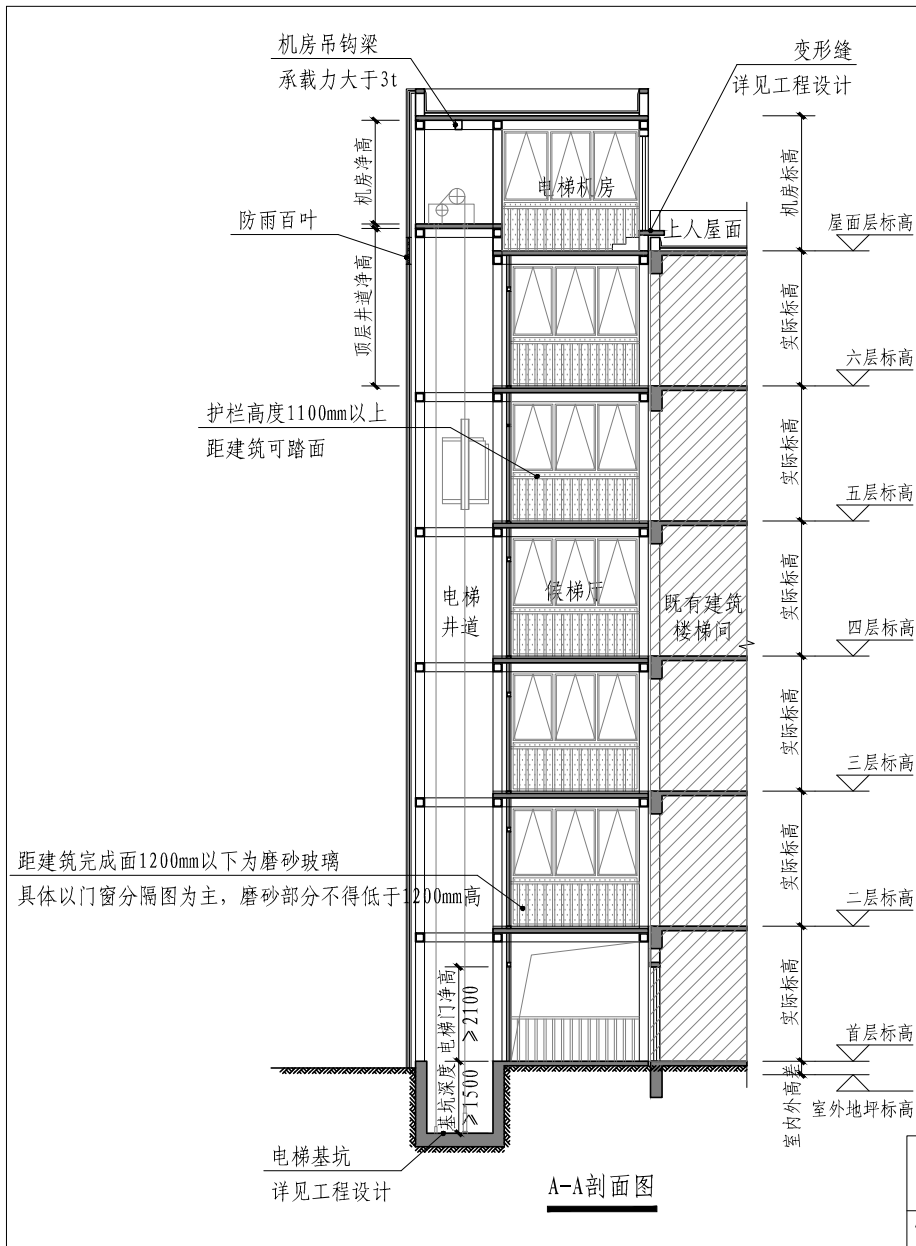 机房吊钩梁
承载力大于3t
变形缝
详见工程设计
机房净高
电梯机房
机房标高
防雨百叶
上人屋面
屋面层标高
顶层井道净高
实际标高
六层标高
护栏高度1100mm以上
距建筑可踏面
实际标高
五层标高
电梯
井道
候梯厅
既有建筑
楼梯间
实际标高
四层标高
实际标高
三层标高
距建筑完成面1200mm以下为磨砂玻璃
具体以门窗分隔图为主，磨砂部分不得低于1200mm高
实际标高
二层标高
电梯门净高
≥2100
实际标高
首层标高
基坑深度
≥1500
室内外高差
室外地坪标高
电梯基坑
详见工程设计
A-A剖面图